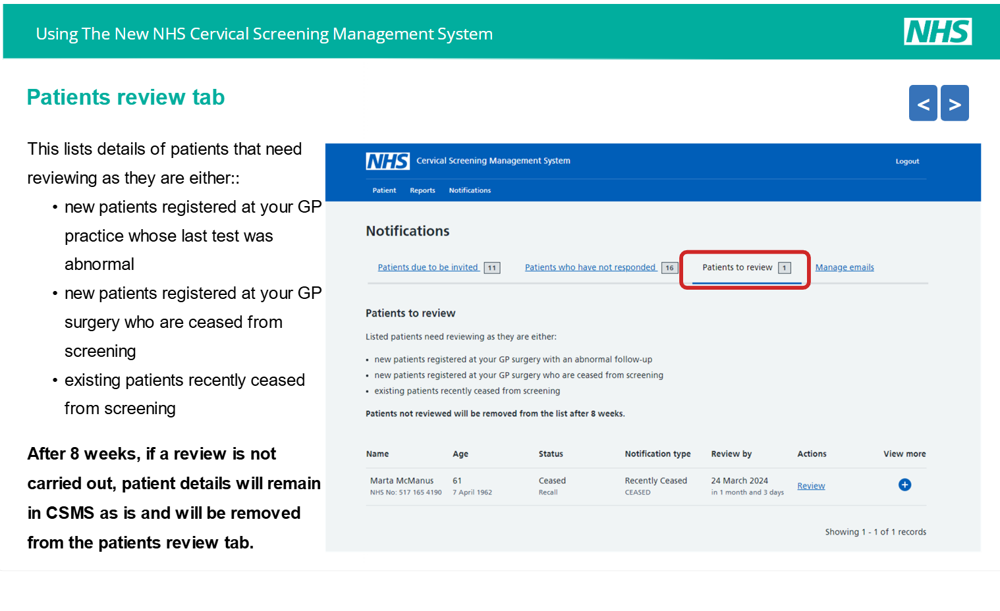 Using The New NHS Cervical Screening Management System
NHS
Patients review tab
<
>
This lists details of patients that need
reviewing as they are either::
• new patients registered at your GP
practice whose last test was
abnormal
• new patients registered at your GP
surgery who are ceased from
screening
• existing patients recently ceased
from screening
After 8 weeks, if a review is not
carried out, patient details will remain
in CSMS as is and will be removed
from the patients review tab.
NHS Cervical Screening Management System
Logout
Patient Reports Notifications
Notifications
Patients due to be invited 11 Patients who have not responded 16 Patients to review 1 Manage emails
Patients to review
Listed patients need reviewing as they are either:
• new patients registered at your GP surgery with an abnormal follow-up
• new patients registered at your GP surgery who are ceased from screening
• existing patients recently ceased from screening
Patients not reviewed will be removed from the list after 8 weeks.
Name Age Status Notification type Review by Actions View more
Marta McManus 61 Ceased Recently Ceased 24 March 2024 Review +
NHS No: 517 165 4190 7 April 1962 Recall CEASED in 1 month and 3 days
Showing 1 - 1 of 1 records